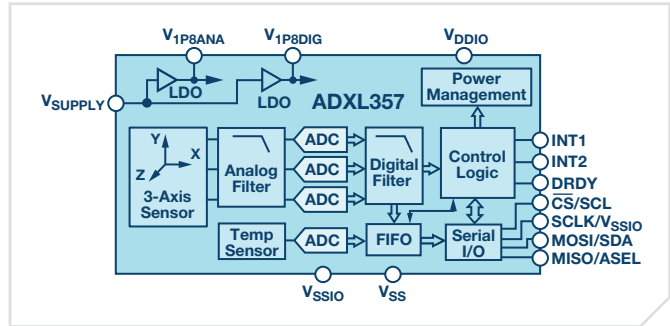 V1P8ANA
V1P8DIG
VDDIO
VSUPPLY
LDO
LDO
ADXL357
Power
Management
Y
X
Z
3-Axis
Sensor
Analog
Filter
ADC
ADC
ADC
Digital
Filter
Control
Logic
INT1
INT2
DRDY
C̅S̅/SCL
SCLK/VSSIO
MOSI/SDA
MISO/ASEL
Temp
Sensor
ADC
FIFO
Serial
I/O
VSSIO
VSS